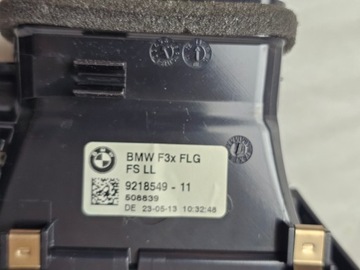 BMW F3x FLG
FS LL
9218549 - 11
508839
DE 23-05-13 10:32:48